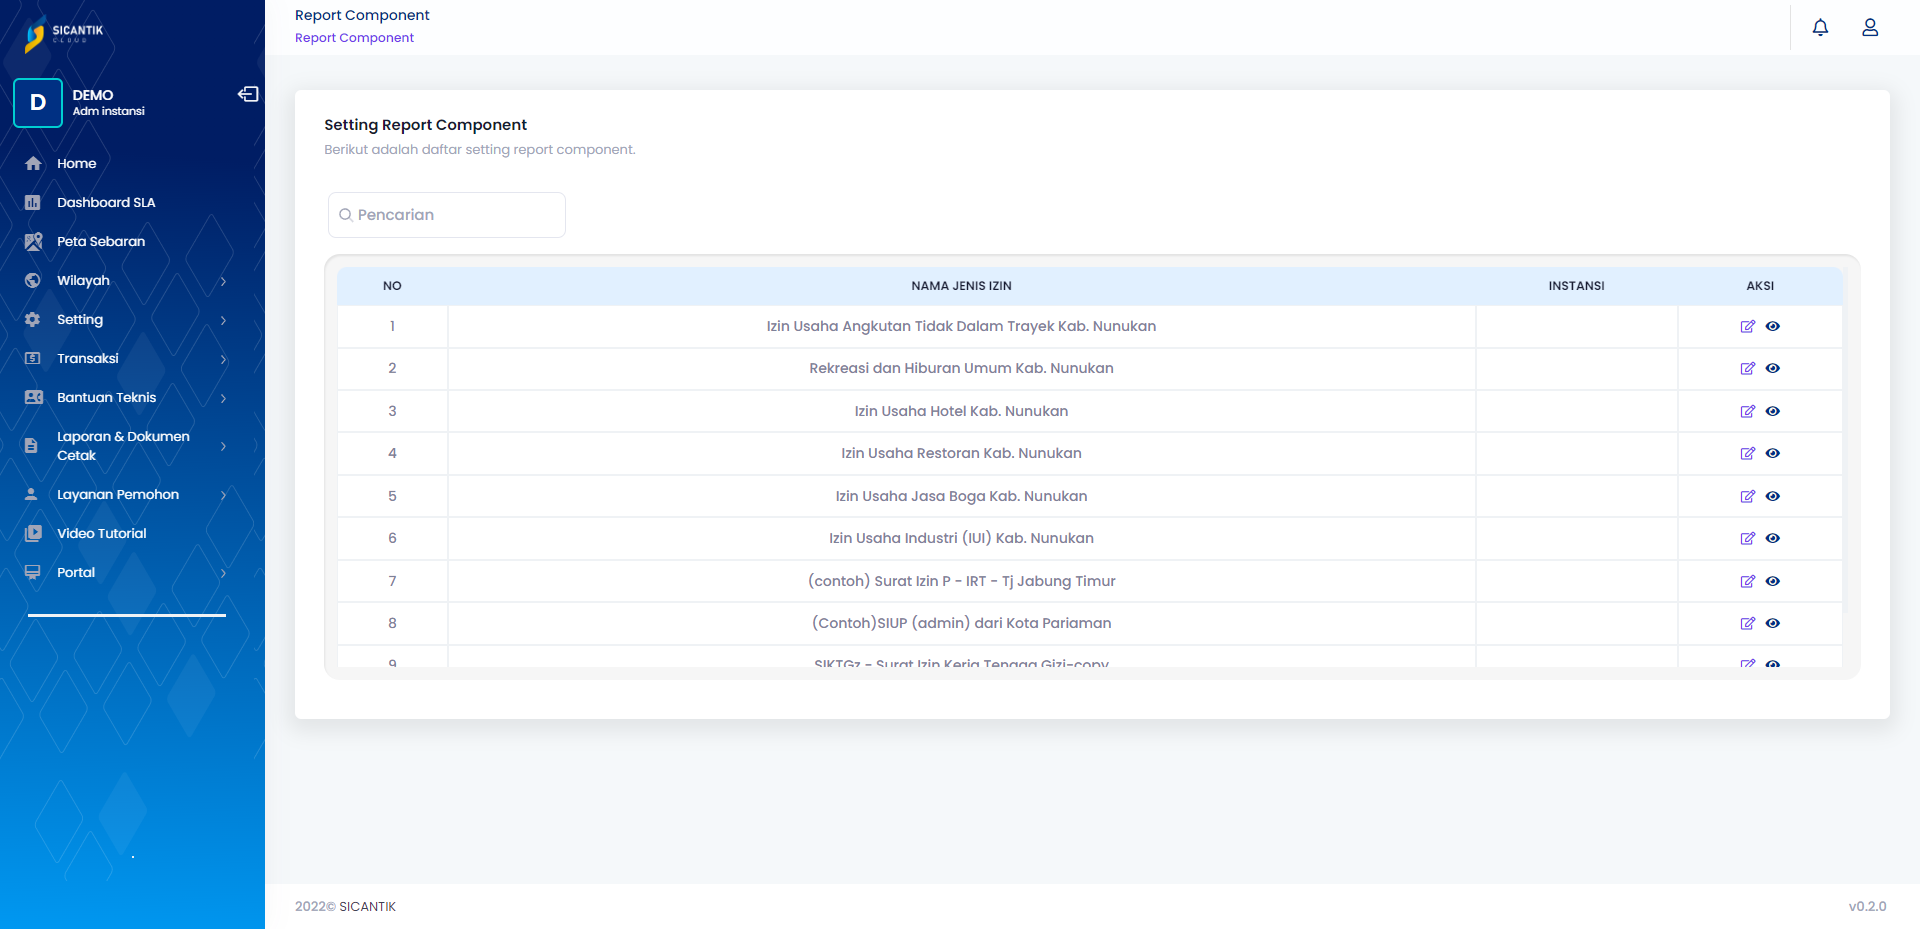 SICANTIK
CLOUD
D
DEMO
Adm instansi
Home
Dashboard SLA
Peta Sebaran
Wilayah
Setting
Transaksi
Bantuan Teknis
Laporan & Dokumen
Cetak
Layanan Pemohon
Video Tutorial
Portal
Report Component
Report Component
Setting Report Component
Berikut adalah daftar setting report component.
Pencarian
NO NAMA JENIS IZIN INSTANSI AKSI
1 Izin Usaha Angkutan Tidak Dalam Trayek Kab. Nunukan
2 Rekreasi dan Hiburan Umum Kab. Nunukan
3 Izin Usaha Hotel Kab. Nunukan
4 Izin Usaha Restoran Kab. Nunukan
5 Izin Usaha Jasa Boga Kab. Nunukan
6 Izin Usaha Industri (IUI) Kab. Nunukan
7 (contoh) Surat Izin P - IRT - Tj Jabung Timur
8 (Contoh)SIUP (admin) dari Kota Pariaman
9 SIKTGz - Surat Izin Kerja Tenaga Gizi-copy
2022© SICANTIK
v0.2.0